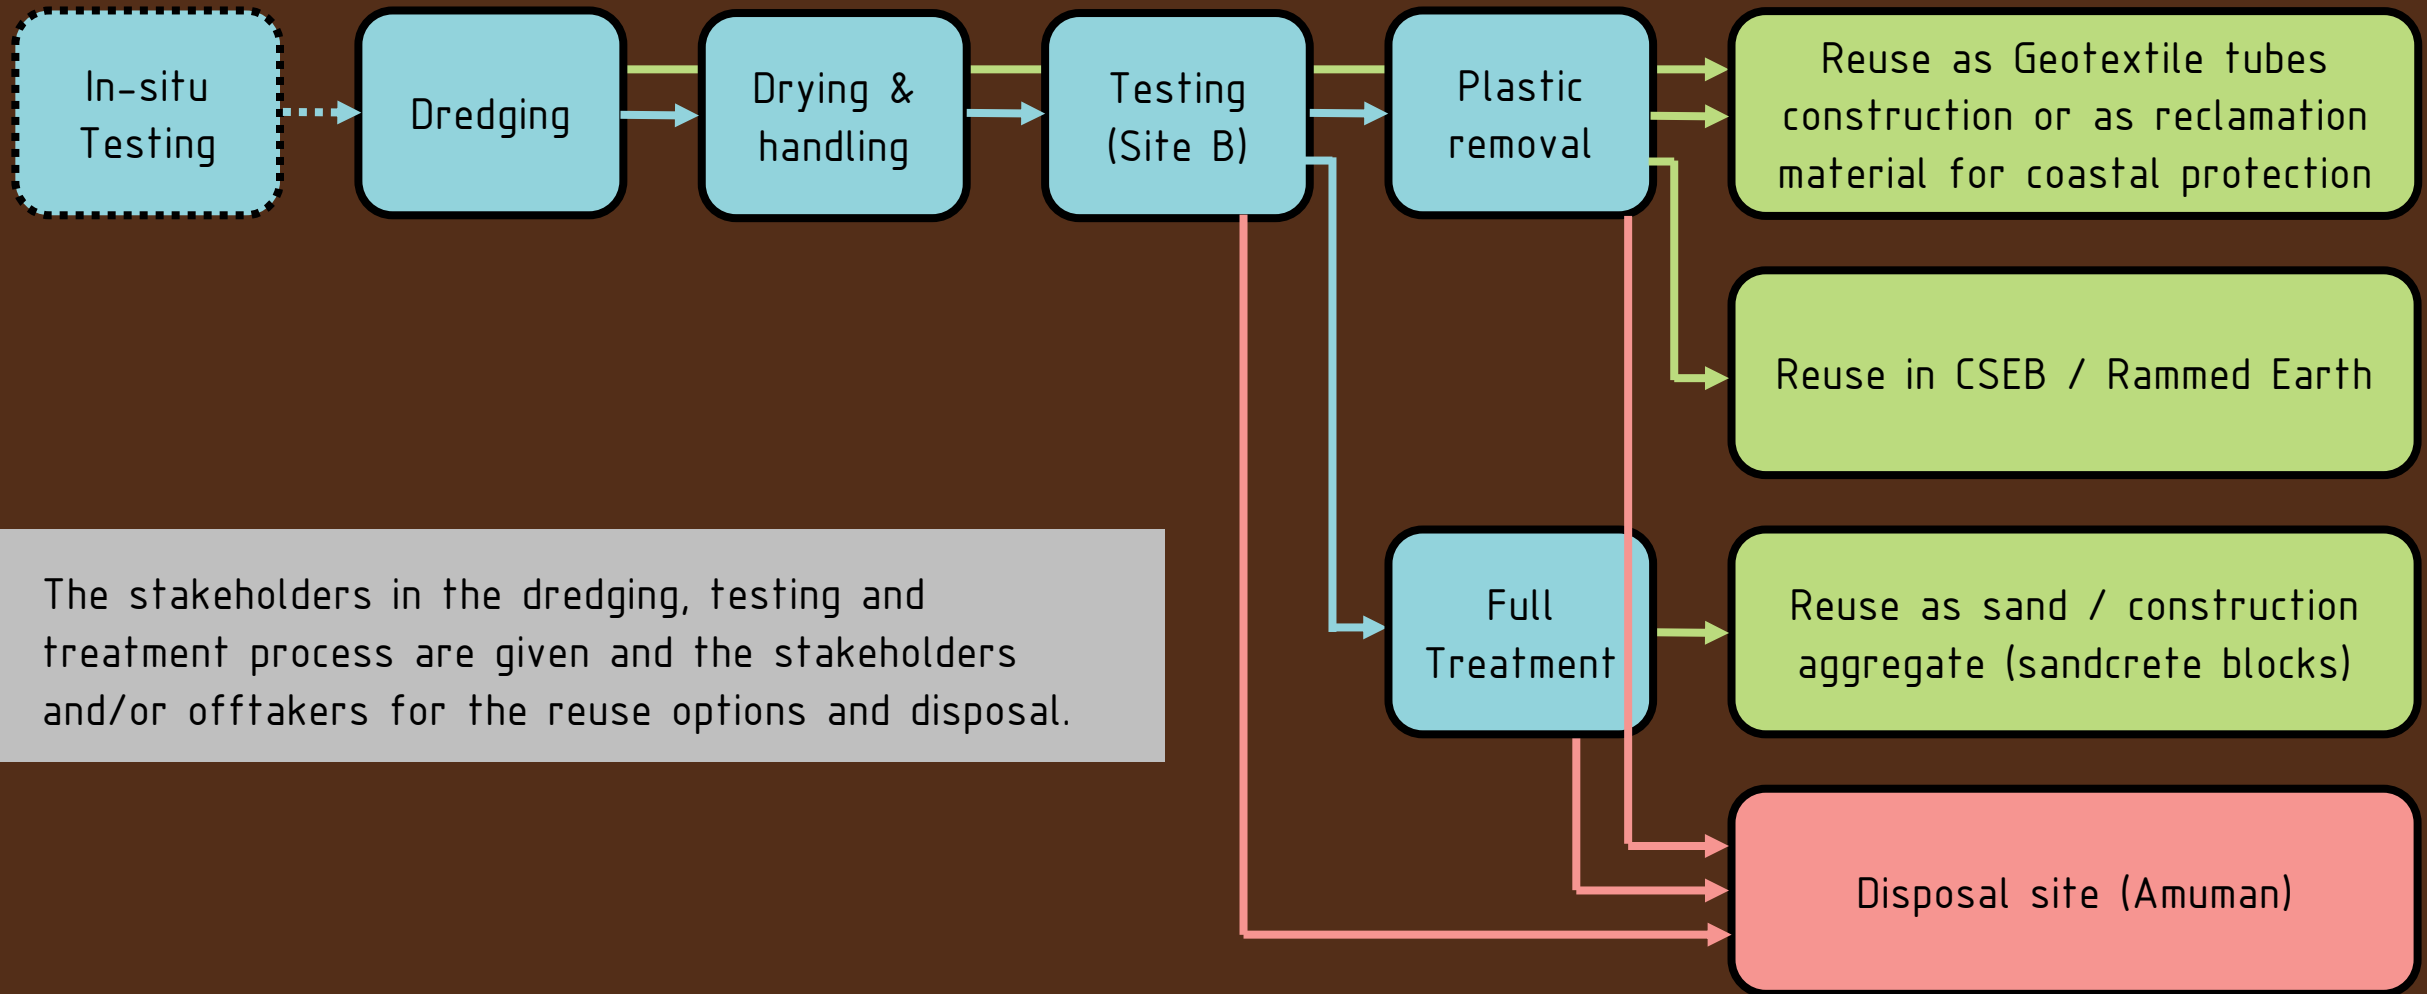 In-situ
Testing
Dredging
Drying &
handling
Testing
(Site B)
Plastic
removal
Reuse as Geotextile tubes
construction or as reclamation
material for coastal protection
Reuse in CSEB / Rammed Earth
The stakeholders in the dredging, testing and
treatment process are given and the stakeholders
and/or offtakers for the reuse options and disposal.
Full
Treatment
Reuse as sand / construction
aggregate (sandcrete blocks)
Disposal site (Amuman)